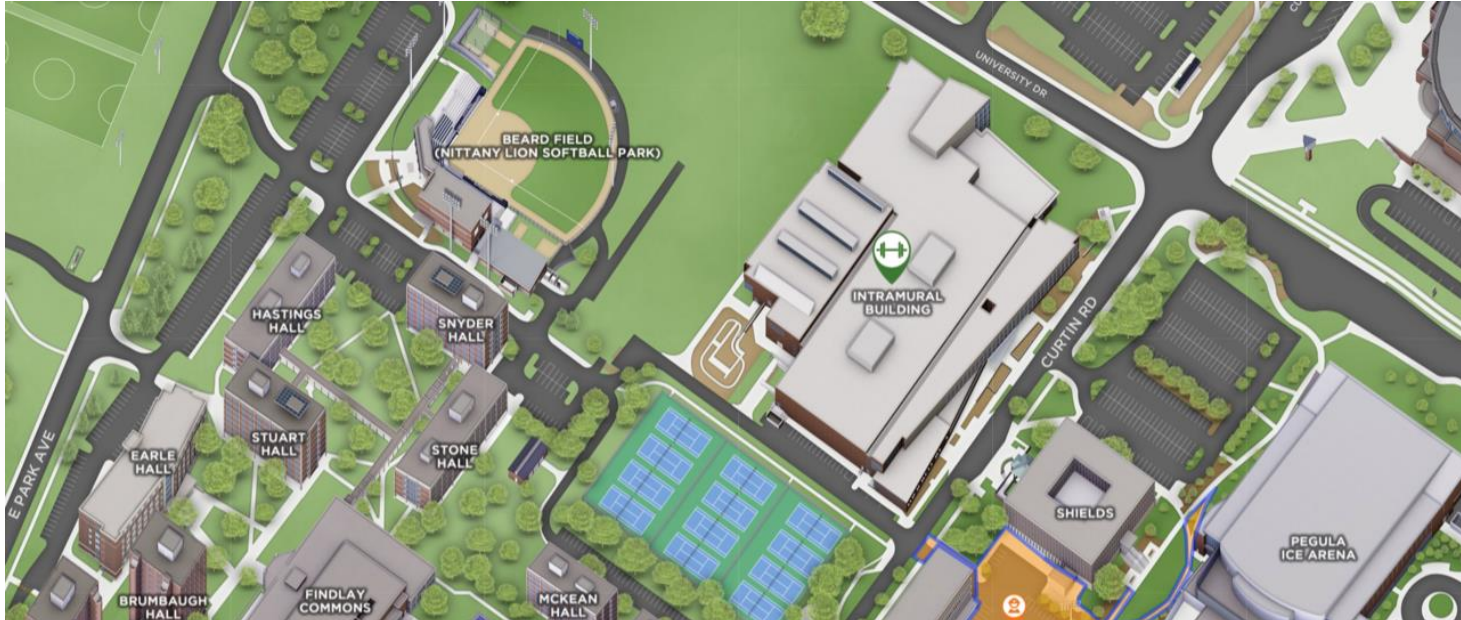 UNIVERSITY DR
BEARD FIELD
(NITTANY LION SOFTBALL PARK)
INTRAMURAL
BUILDING
HASTINGS
HALL
SNYDER
HALL
CURTIN RD
STUART
HALL
STONE
HALL
EARLE
HALL
E PARK AVE
SHIELDS
PEGULA
ICE ARENA
BRUMBAUGH
HALL
FINDLAY
COMMONS
MCKEAN
HALL